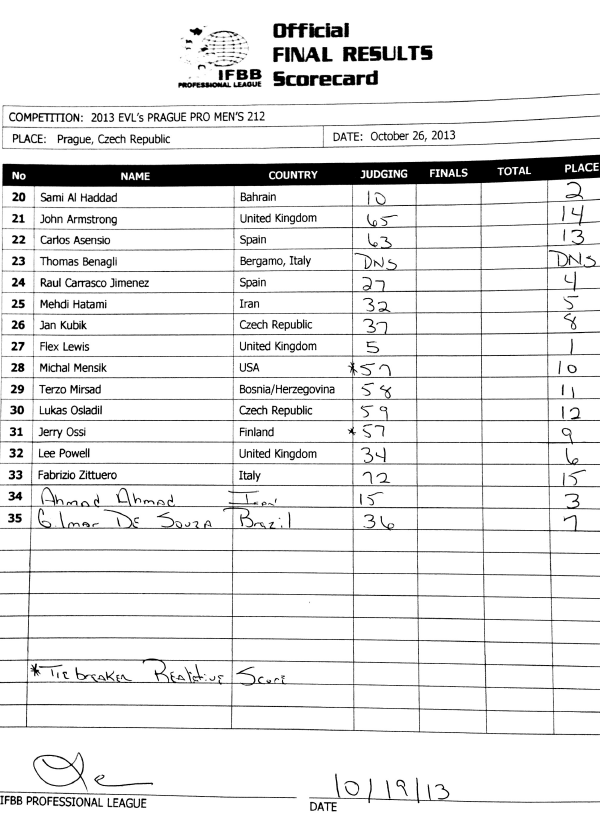 Official
FINAL RESULTS
Scorecard
IFBB
PROFESSIONAL LEAGUE
COMPETITION: 2013 EVL's PRAGUE PRO MEN'S 212
PLACE: Prague, Czech Republic DATE: October 26, 2013
No NAME COUNTRY JUDGING FINALS TOTAL PLACE
20 Sami Al Haddad Bahrain 10 2
21 John Armstrong United Kingdom 65 14
22 Carlos Asensio Spain 63 13
23 Thomas Benagli Bergamo, Italy DNS DNS
24 Raul Carrasco Jimenez Spain 27 4
25 Mehdi Hatami Iran 32 5
26 Jan Kubik Czech Republic 37 8
27 Flex Lewis United Kingdom 5 1
28 Michal Mensik USA *57 10
29 Terzo Mirsad Bosnia/Herzegovina 58 11
30 Lukas Osladil Czech Republic 59 12
31 Jerry Ossi Finland *57 9
32 Lee Powell United Kingdom 34 6
33 Fabrizio Zittuero Italy 72 15
34 Ahmad Ahmad 15 3
35 Gilmar DE Souza Brazil 36 7
*Tie breaker Score
IFBB PROFESSIONAL LEAGUE
10/19/13
DATE